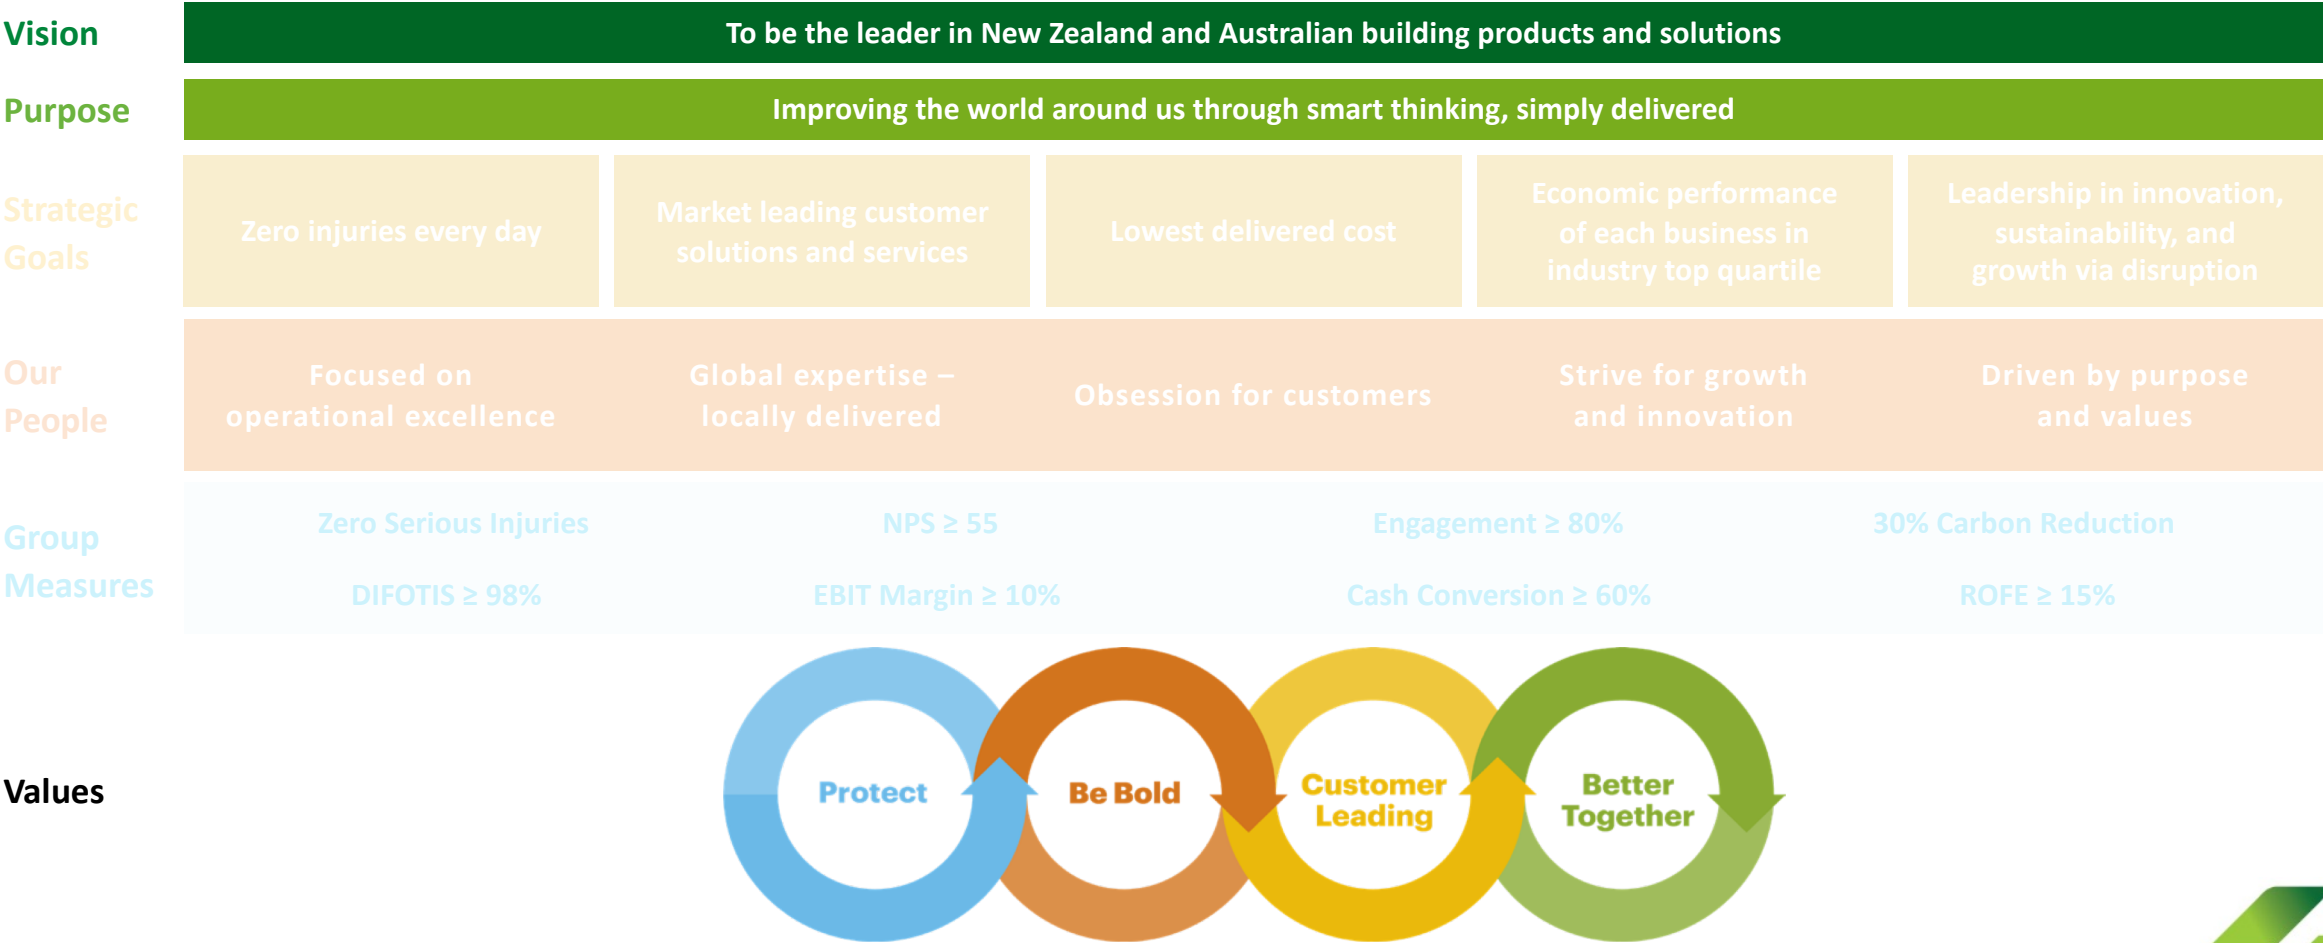 Vision
To be the leader in New Zealand and Australian building products and solutions
Purpose
Improving the world around us through smart thinking, simply delivered
Strategic
Goals
Zero injuries every day
Market leading customer
solutions and services
Lowest delivered cost
Economic performance
of each business in
industry top quartile
Leadership in innovation,
sustainability, and
growth via disruption
Our
People
Focused on
operational excellence
Global expertise –
locally delivered
Obsession for customers
Strive for growth
and innovation
Driven by purpose
and values
Group
Measures
Zero Serious Injuries
NPS ≥ 55
Engagement ≥ 80%
30% Carbon Reduction
DIFOTIS ≥ 98%
EBIT Margin ≥ 10%
Cash Conversion ≥ 60%
ROFE ≥ 15%
Values
Protect
Be Bold
Customer
Leading
Better
Together